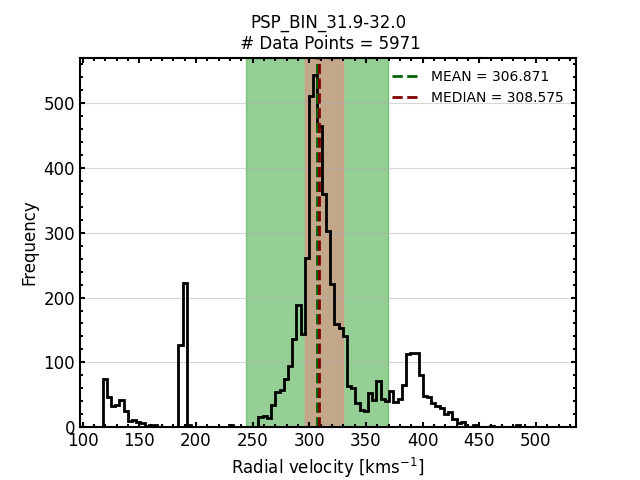 PSP_BIN_31.9-32.0
# Data Points = 5971
MEAN = 306.871
MEDIAN = 308.575
Frequency
500
400
300
200
100
0
100 150 200 250 300 350 400 450 500
Radial velocity [kms⁻¹]